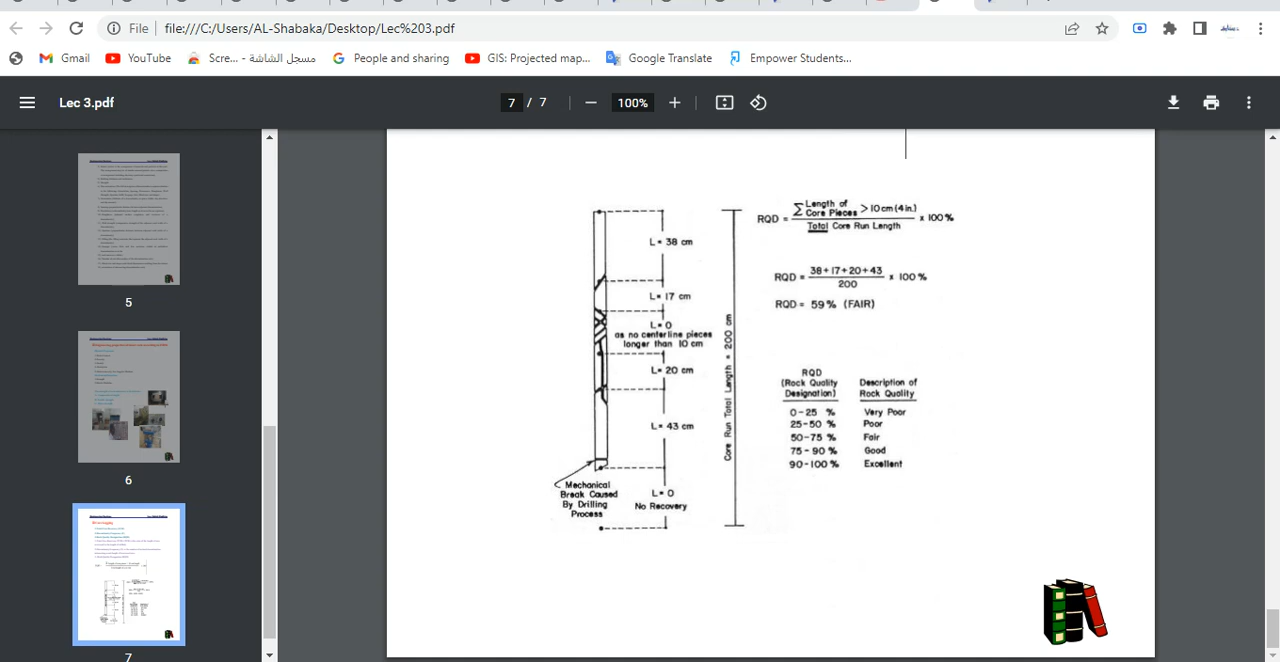 File
file:///C:/Users/AL-Shabaka/Desktop/Lec%203.pdf
Gmail
YouTube
Scre... - مسجل الشاشة
People and sharing
GIS: Projected map...
Google Translate
Empower Students...
Lec 3.pdf
7 / 7
100%
5
6
7
L = 38 cm
L = 17 cm
L = 0
as no centerline pieces
longer than 10 cm
L = 20 cm
L = 43 cm
Mechanical
Break Caused
By Drilling
Process
L = 0
No Recovery
Core Run Total Length = 200 cm
RQD = Σ Length of
Core Pieces > 10 cm (4 in.)
Total Core Run Length
x 100 %
RQD = 38 + 17 + 20 + 43
200
x 100 %
RQD = 59 % (FAIR)
RQD
(Rock Quality
Designation)
Description of
Rock Quality
0-25 % Very Poor
25-50 % Poor
50-75 % Fair
75-90 % Good
90-100 % Excellent